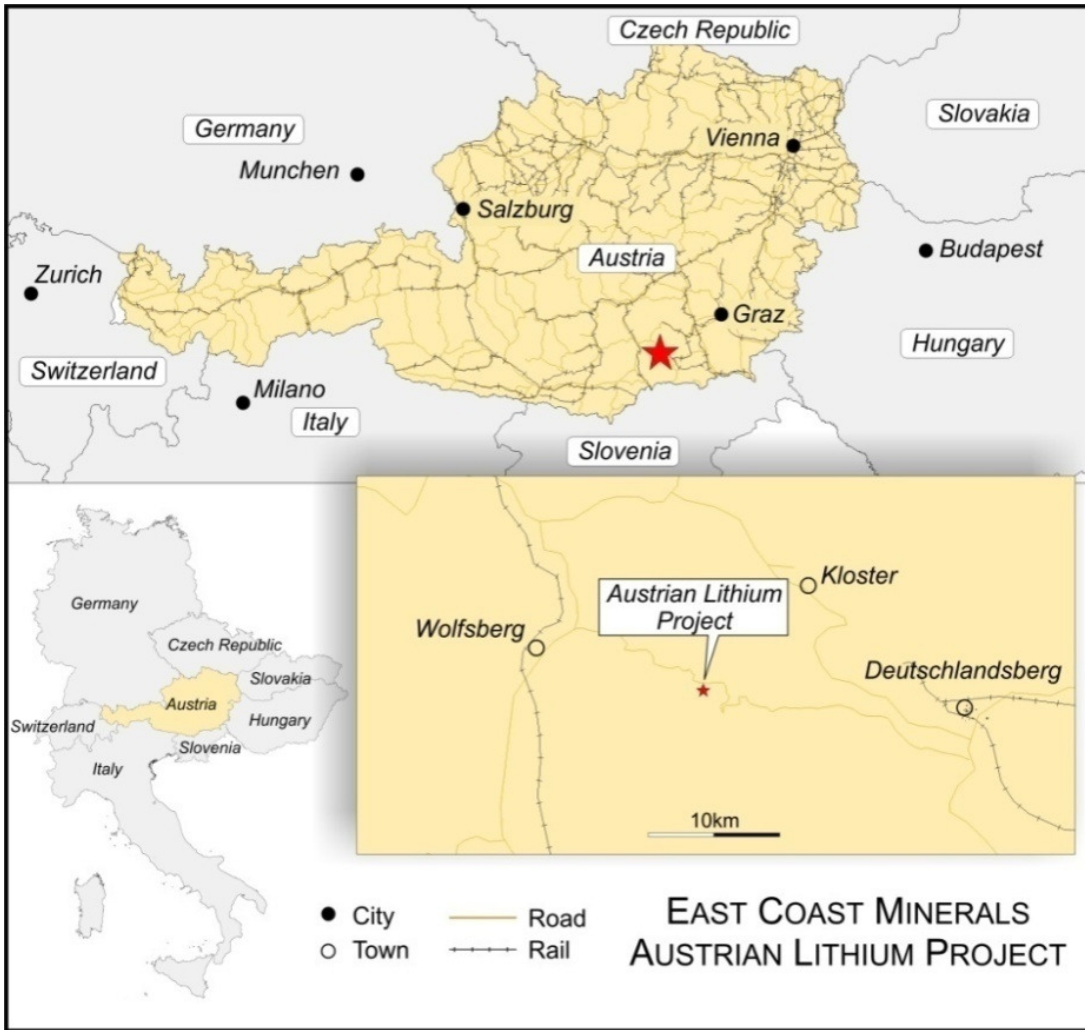 Czech Republic
Slovakia
Germany
Vienna
Munchen
Salzburg
Austria
Budapest
Zurich
Graz
Hungary
Switzerland
Milano
Italy
Slovenia
Germany
Czech Republic
Slovakia
Austria
Switzerland
Hungary
Slovenia
Italy
Kloster
Austrian Lithium
Project
Wolfsberg
Deutschlandsberg
10km
City
Road
Town
Rail
EAST COAST MINERALS
AUSTRIAN LITHIUM PROJECT